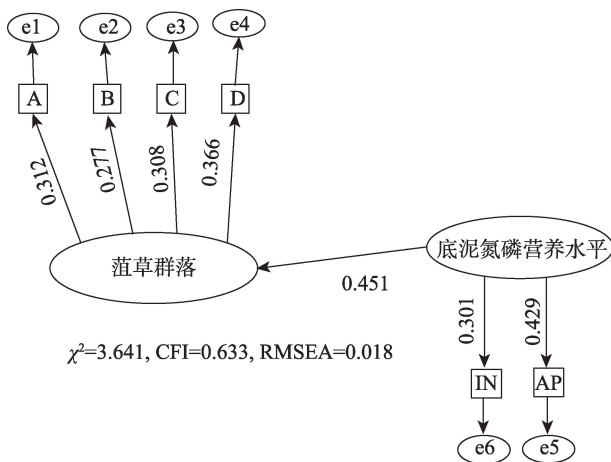 e1 e2 e3 e4
A B C D
0.312 0.277 0.308 0.366
菹草群落
底泥氮磷营养水平
0.451
0.301 0.429
χ²=3.641, CFI=0.633, RMSEA=0.018
IN AP
e6 e5